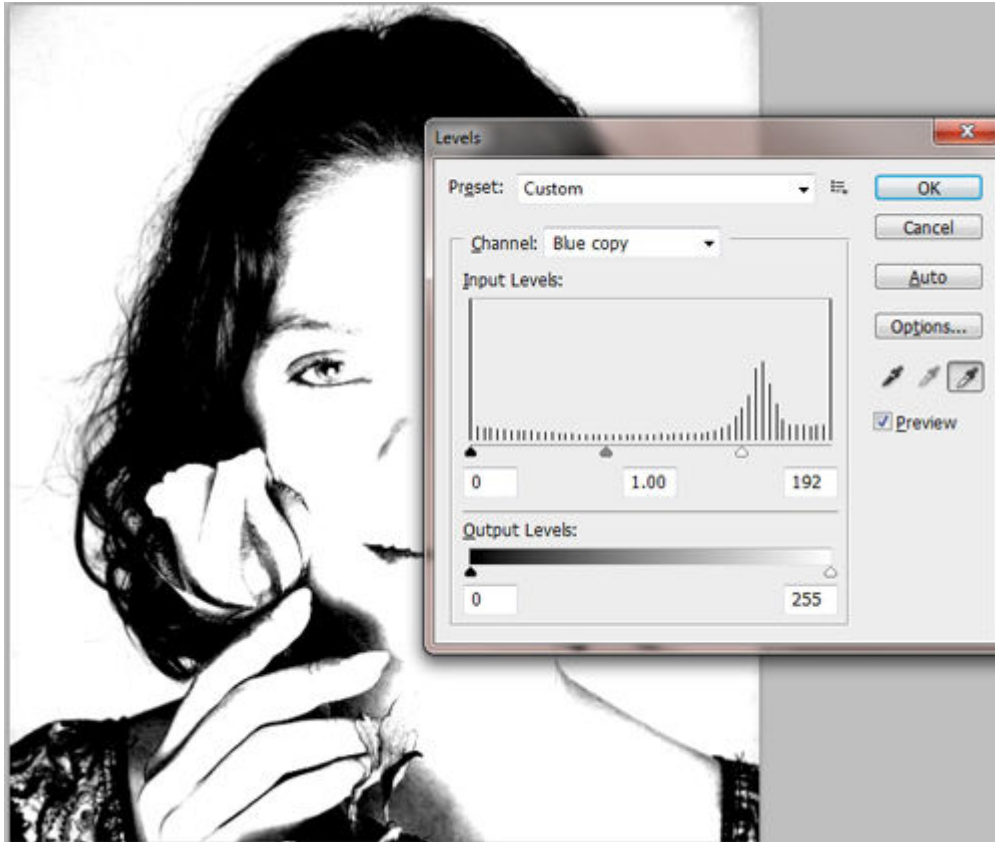 Levels
Preset: Custom
OK
Cancel
Channel: Blue copy
Input Levels:
Auto
Options...
Preview
0 1.00 192
Output Levels:
0 255